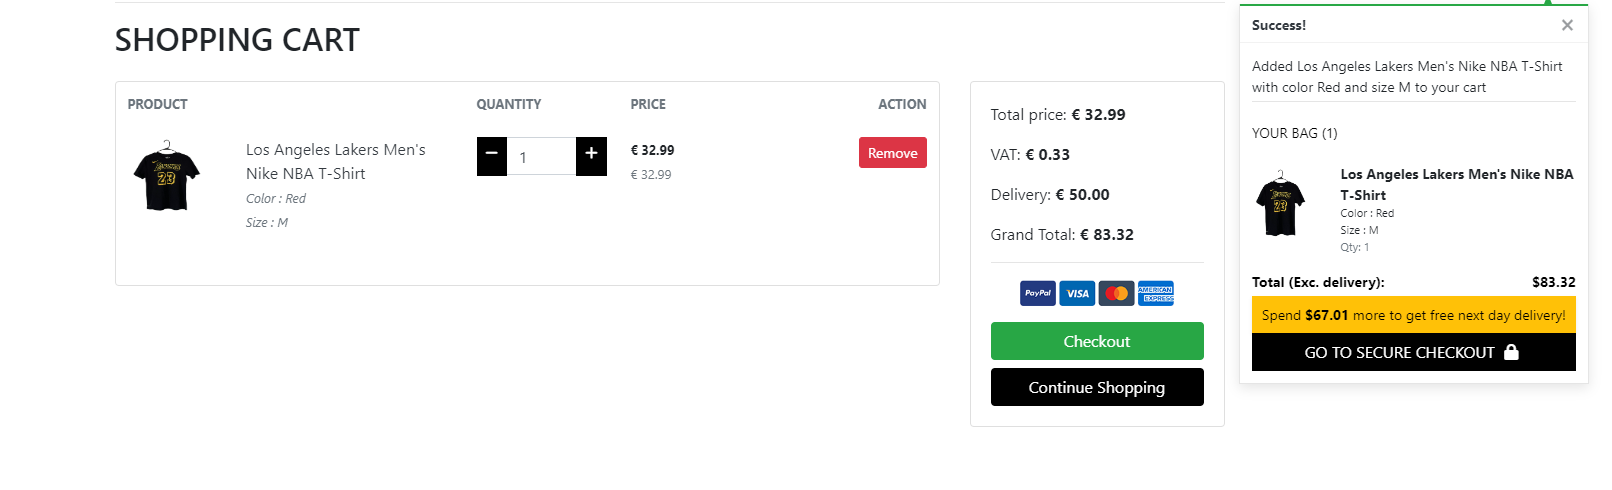 SHOPPING CART
PRODUCT QUANTITY PRICE ACTION
Los Angeles Lakers Men's
Nike NBA T-Shirt
Color : Red
Size : M
− 1 +
€ 32.99
€ 32.99
Remove
23
Total price: € 32.99
VAT: € 0.33
Delivery: € 50.00
Grand Total: € 83.32
PayPal VISA AMERICAN EXPRESS
Checkout
Continue Shopping
Success! ×
Added Los Angeles Lakers Men's Nike NBA T-Shirt
with color Red and size M to your cart
YOUR BAG (1)
23
Los Angeles Lakers Men's Nike NBA
T-Shirt
Color : Red
Size : M
Qty: 1
Total (Exc. delivery): $83.32
Spend $67.01 more to get free next day delivery!
GO TO SECURE CHECKOUT